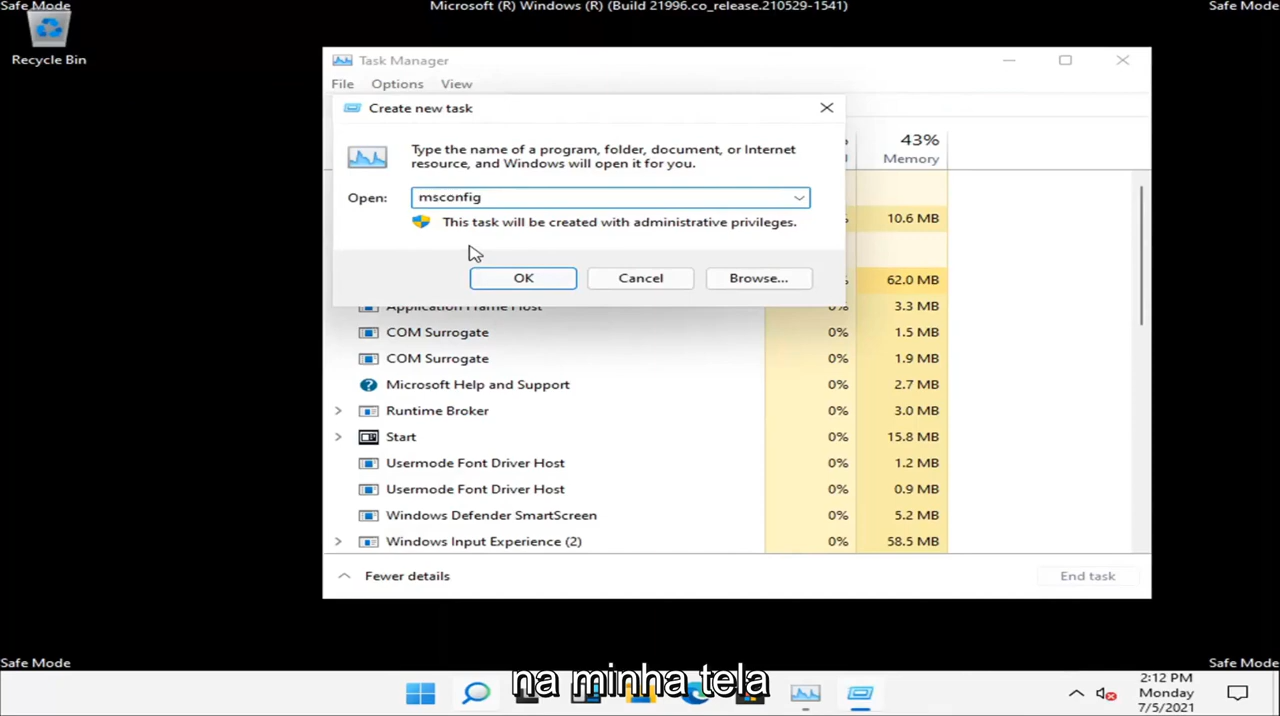 Safe Mode
Microsoft (R) Windows (R) (Build 21996.co_release.210529-1541)
Safe Mode
Recycle Bin
Task Manager
File Options View
Create new task
Type the name of a program, folder, document, or Internet
resource, and Windows will open it for you.
Open: msconfig
This task will be created with administrative privileges.
OK Cancel Browse...
43%
Memory
10.6 MB
62.0 MB
Application Frame Host 0% 3.3 MB
COM Surrogate 0% 1.5 MB
COM Surrogate 0% 1.9 MB
Microsoft Help and Support 0% 2.7 MB
Runtime Broker 0% 3.0 MB
Start 0% 15.8 MB
Usermode Font Driver Host 0% 1.2 MB
Usermode Font Driver Host 0% 0.9 MB
Windows Defender SmartScreen 0% 5.2 MB
Windows Input Experience (2) 0% 58.5 MB
Fewer details
End task
Safe Mode
Safe Mode
na minha tela
2:12 PM
Monday
7/5/2021